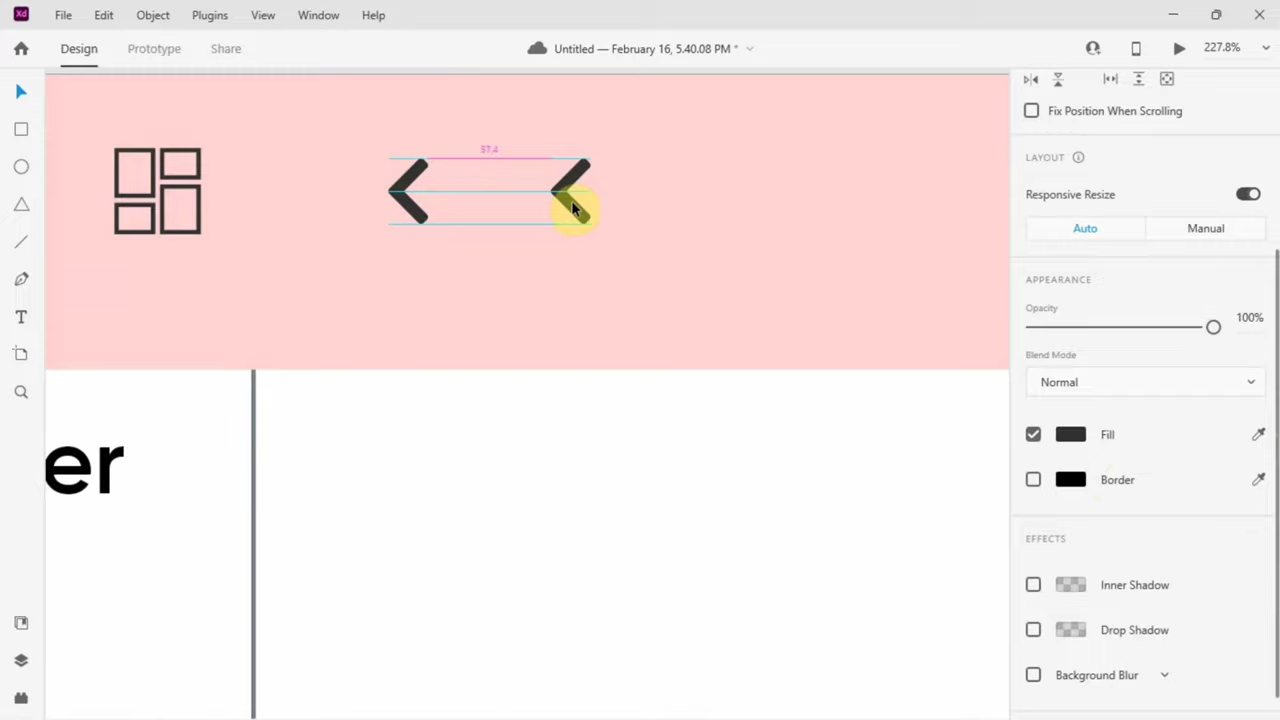 Xd File Edit Object Plugins View Window Help
Design Prototype Share Untitled — February 16, 5.40.08 PM * 227.8%
Fix Position When Scrolling
LAYOUT
Responsive Resize
Auto Manual
APPEARANCE
Opacity
100%
Blend Mode
Normal
Fill
Border
EFFECTS
Inner Shadow
Drop Shadow
Background Blur
57.4
er
T